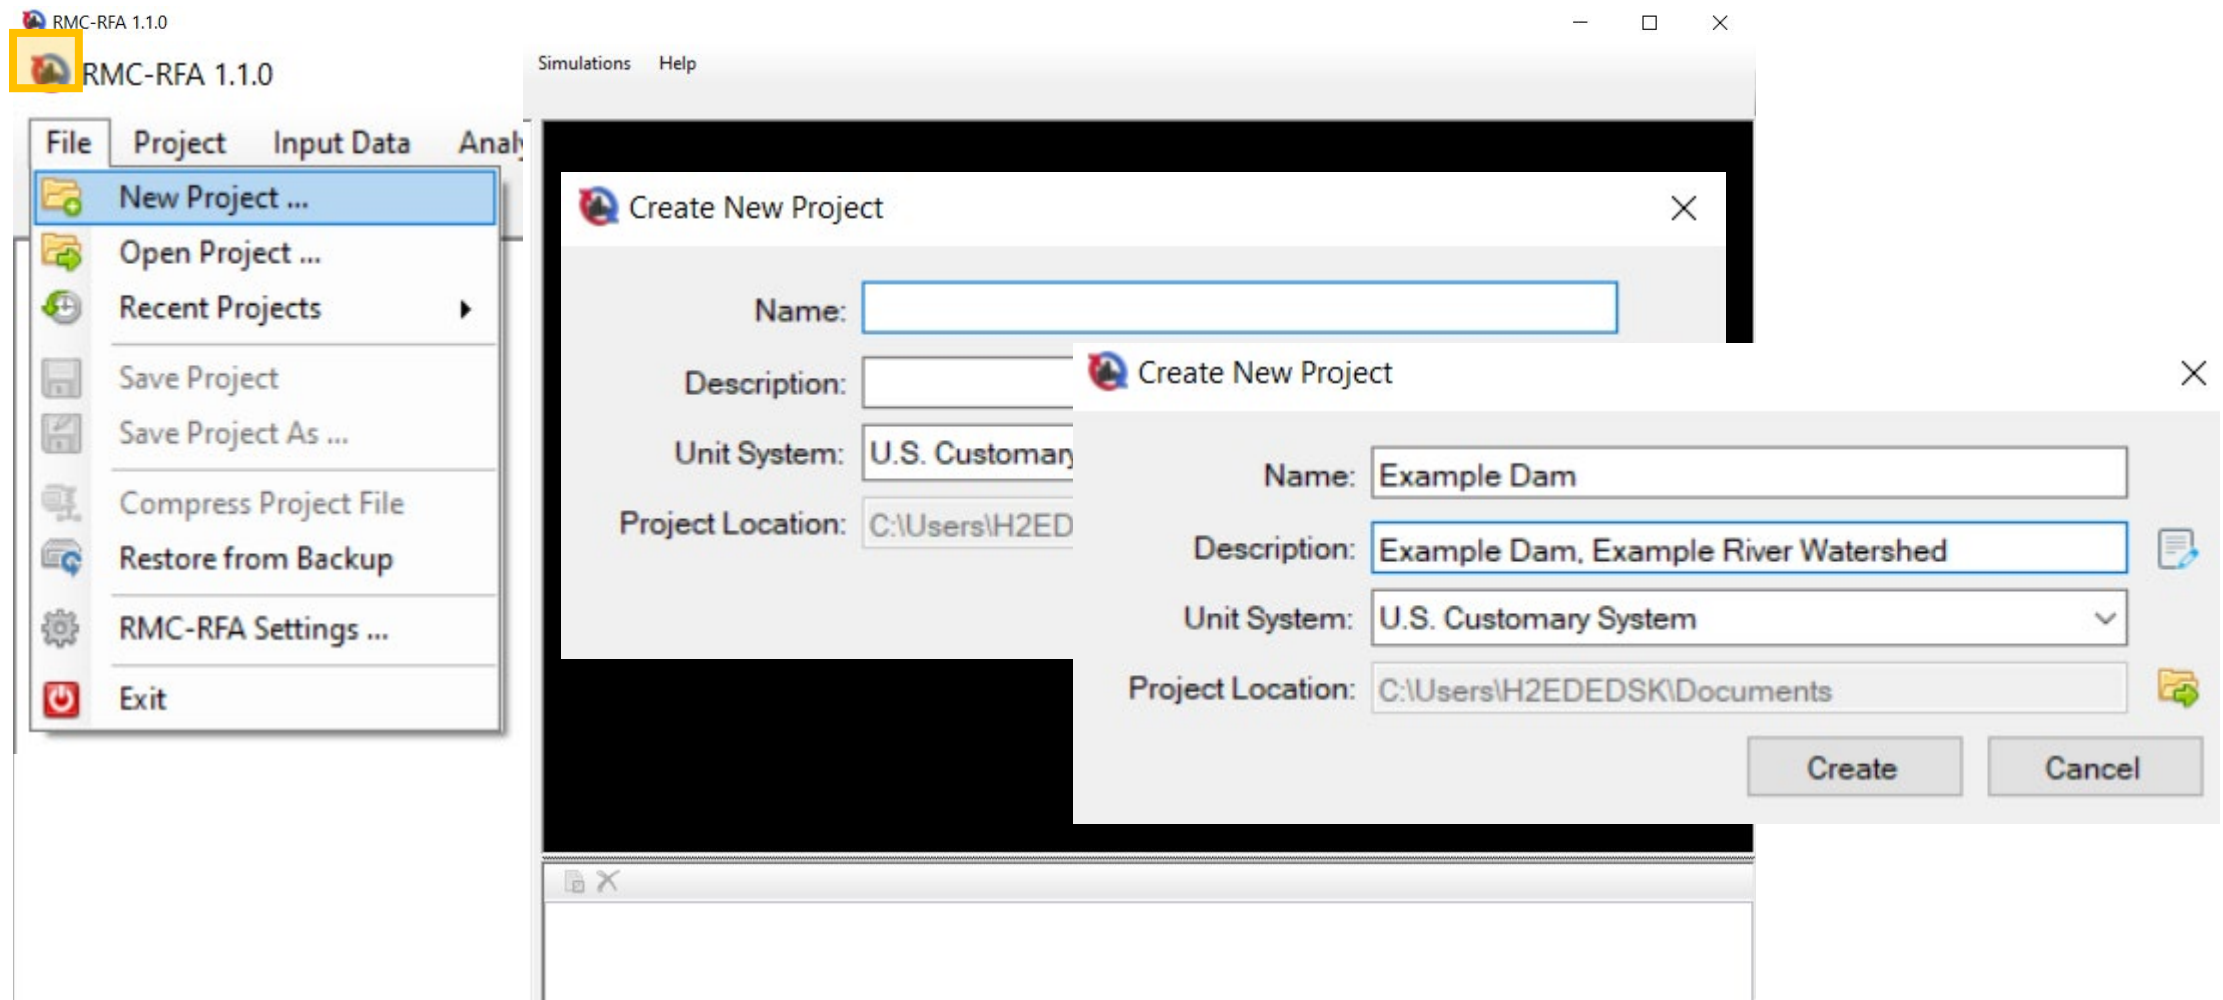 RMC-RFA 1.1.0
RMC-RFA 1.1.0
Simulations Help
File Project Input Data
New Project ...
Open Project ...
Recent Projects
Save Project
Save Project As ...
Compress Project File
Restore from Backup
RMC-RFA Settings ...
Exit
Create New Project
Name:
Description:
Unit System: U.S. Customary
Project Location: C:\Users\H2ED
Create New Project
Name: Example Dam
Description: Example Dam, Example River Watershed
Unit System: U.S. Customary System
Project Location: C:\Users\H2EDEDSK\Documents
Create Cancel